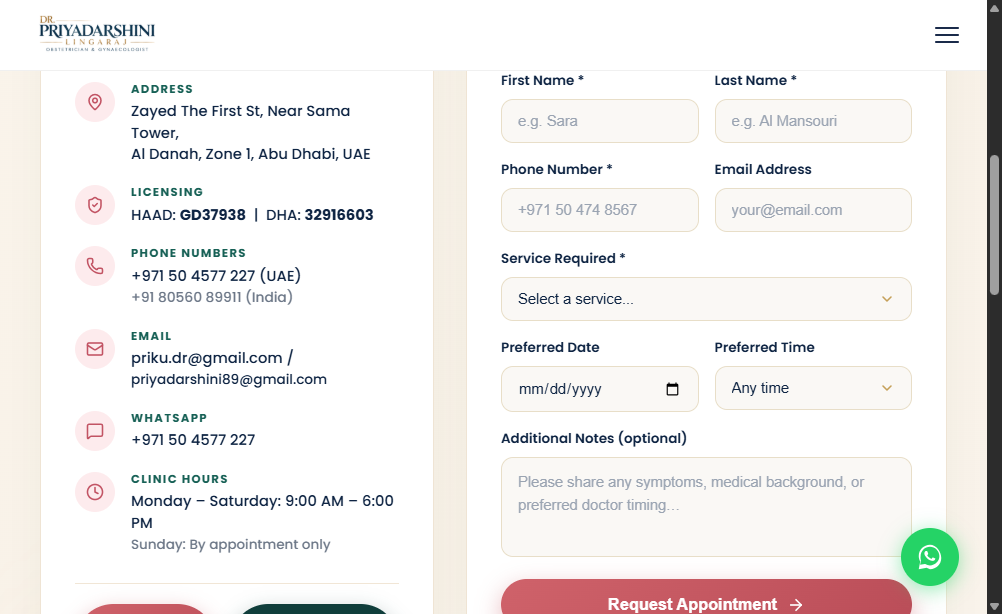 DR.
PRIYADARSHINI
LINGARAJ
OBSTETRICIAN & GYNAECOLOGIST
ADDRESS
Zayed The First St, Near Sama
Tower,
Al Danah, Zone 1, Abu Dhabi, UAE
LICENSING
HAAD: GD37938 | DHA: 32916603
PHONE NUMBERS
+971 50 4577 227 (UAE)
+91 80560 89911 (India)
EMAIL
priku.dr@gmail.com /
priyadarshini89@gmail.com
WHATSAPP
+971 50 4577 227
CLINIC HOURS
Monday – Saturday: 9:00 AM – 6:00
PM
Sunday: By appointment only
First Name * Last Name *
e.g. Sara e.g. Al Mansouri
Phone Number * Email Address
+971 50 474 8567 your@email.com
Service Required *
Select a service...
Preferred Date Preferred Time
mm/dd/yyyy Any time
Additional Notes (optional)
Please share any symptoms, medical background, or
preferred doctor timing...
Request Appointment →